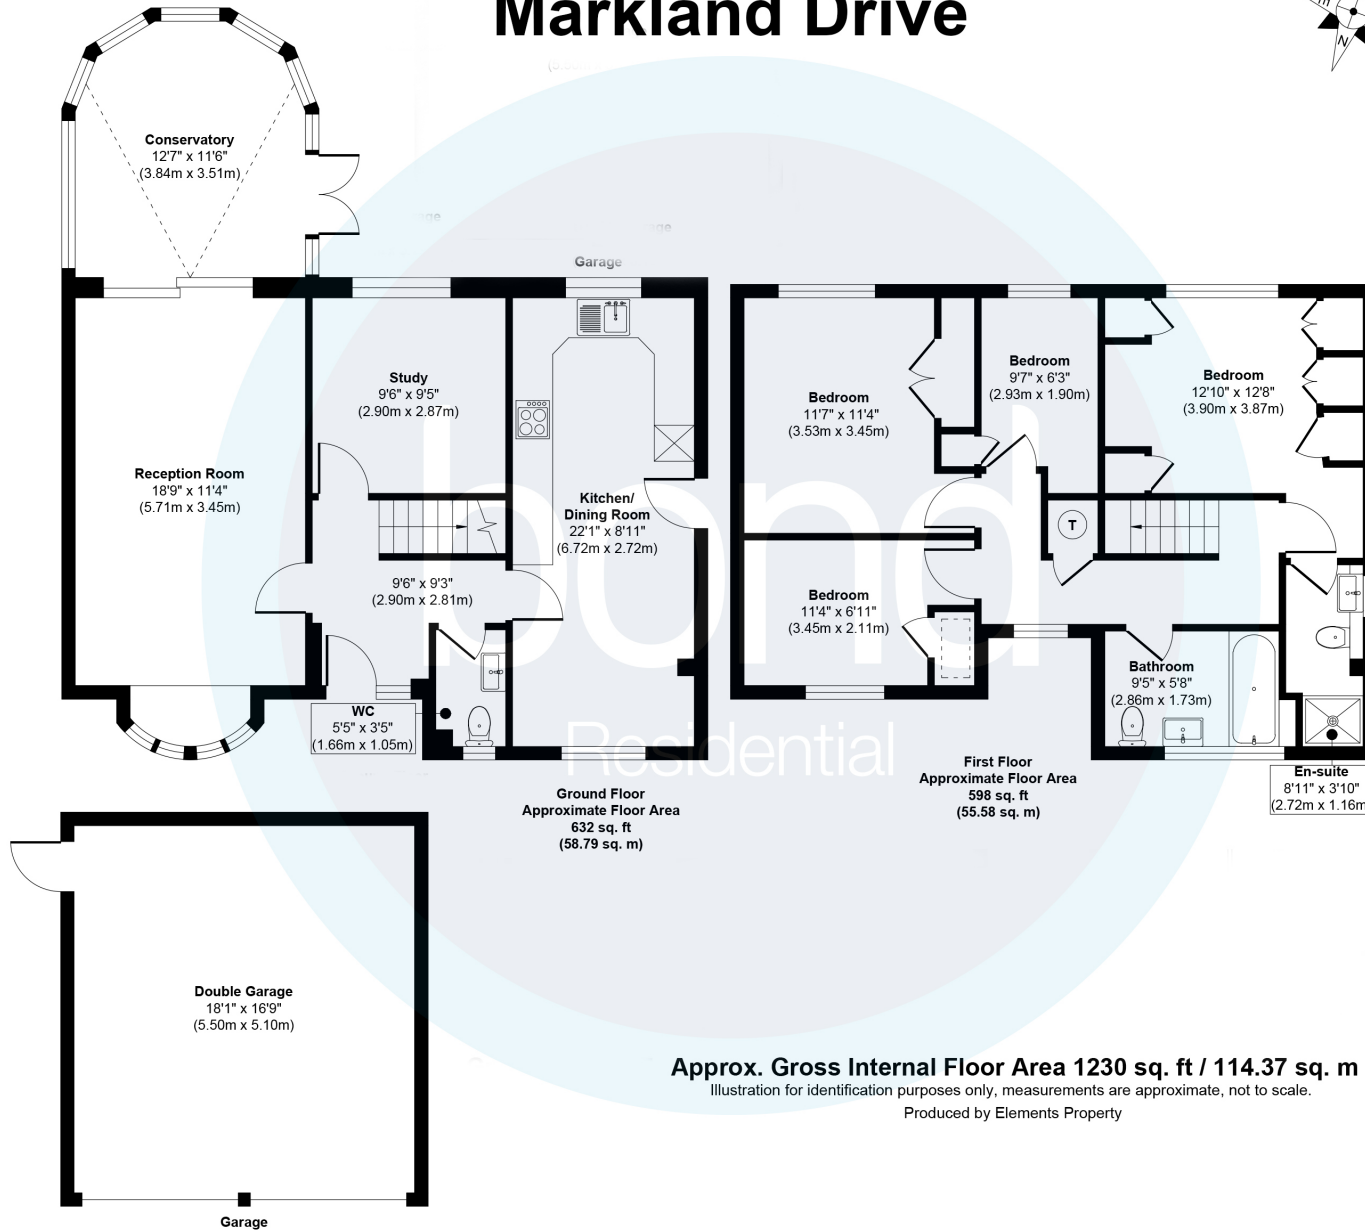 Markland Drive
N
Conservatory
12'7" x 11'6"
(3.84m x 3.51m)
Garage
Study
9'6" x 9'5"
(2.90m x 2.87m)
Reception Room
18'9" x 11'4"
(5.71m x 3.45m)
Kitchen/
Dining Room
22'1" x 8'11"
(6.72m x 2.72m)
9'6" x 9'3"
(2.90m x 2.81m)
WC
5'5" x 3'5"
(1.66m x 1.05m)
Ground Floor
Approximate Floor Area
632 sq. ft
(58.79 sq. m)
Bedroom
11'7" x 11'4"
(3.53m x 3.45m)
Bedroom
9'7" x 6'3"
(2.93m x 1.90m)
Bedroom
12'10" x 12'8"
(3.90m x 3.87m)
T
Bedroom
11'4" x 6'11"
(3.45m x 2.11m)
Bathroom
9'5" x 5'8"
(2.86m x 1.73m)
En-suite
8'11" x 3'10"
(2.72m x 1.16m
First Floor
Approximate Floor Area
598 sq. ft
(55.58 sq. m)
bond
Residential
Double Garage
18'1" x 16'9"
(5.50m x 5.10m)
Garage
Approx. Gross Internal Floor Area 1230 sq. ft / 114.37 sq. m
Illustration for identification purposes only, measurements are approximate, not to scale.
Produced by Elements Property